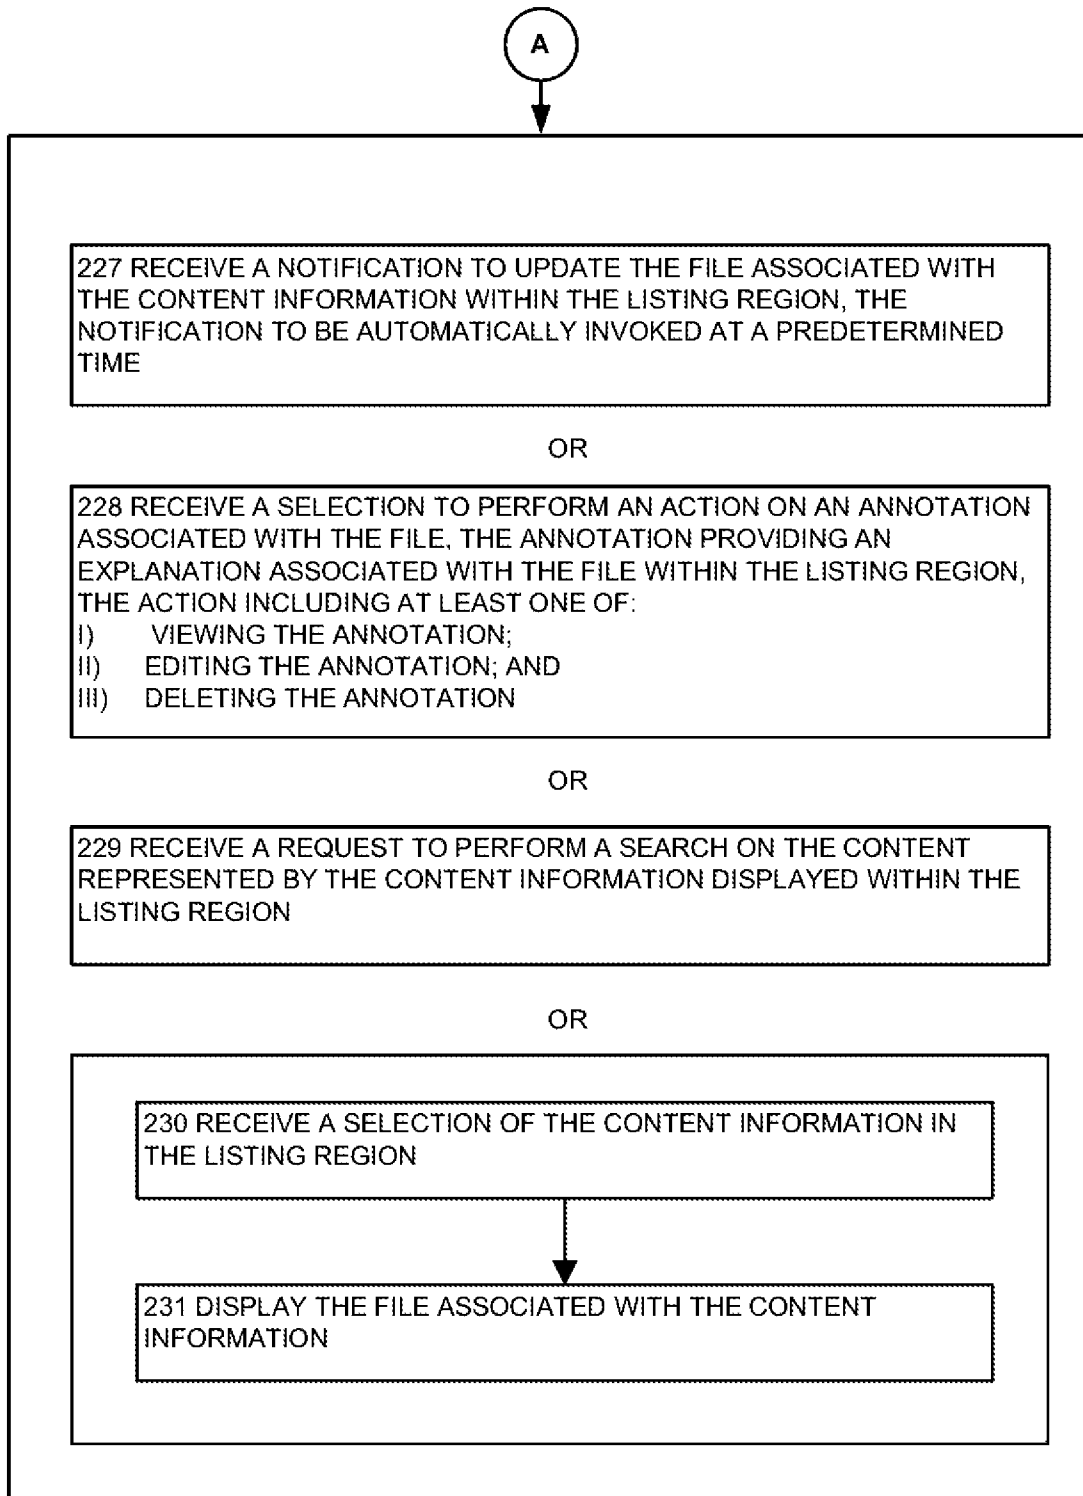 A
227 RECEIVE A NOTIFICATION TO UPDATE THE FILE ASSOCIATED WITH
THE CONTENT INFORMATION WITHIN THE LISTING REGION, THE
NOTIFICATION TO BE AUTOMATICALLY INVOKED AT A PREDETERMINED
TIME
OR
228 RECEIVE A SELECTION TO PERFORM AN ACTION ON AN ANNOTATION
ASSOCIATED WITH THE FILE, THE ANNOTATION PROVIDING AN
EXPLANATION ASSOCIATED WITH THE FILE WITHIN THE LISTING REGION,
THE ACTION INCLUDING AT LEAST ONE OF:
I) VIEWING THE ANNOTATION;
II) EDITING THE ANNOTATION; AND
III) DELETING THE ANNOTATION
OR
229 RECEIVE A REQUEST TO PERFORM A SEARCH ON THE CONTENT
REPRESENTED BY THE CONTENT INFORMATION DISPLAYED WITHIN THE
LISTING REGION
OR
230 RECEIVE A SELECTION OF THE CONTENT INFORMATION IN
THE LISTING REGION
231 DISPLAY THE FILE ASSOCIATED WITH THE CONTENT
INFORMATION